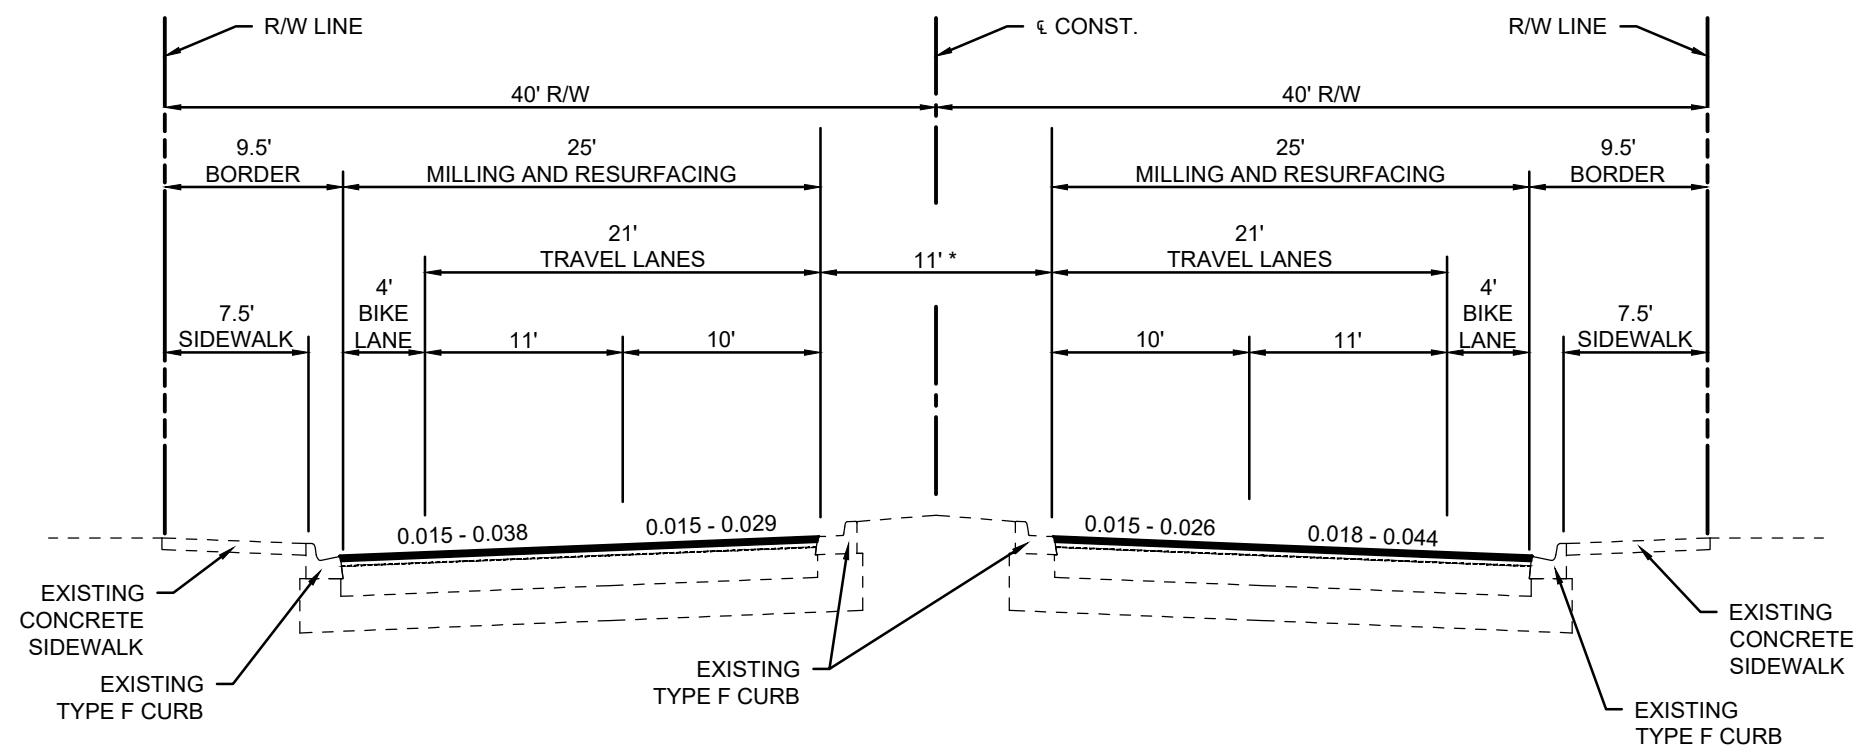 R/W LINE
℄ CONST.
R/W LINE
40' R/W
40' R/W
9.5'
BORDER
25'
MILLING AND RESURFACING
25'
MILLING AND RESURFACING
9.5'
BORDER
21'
TRAVEL LANES
11' *
21'
TRAVEL LANES
7.5'
SIDEWALK
4'
BIKE
LANE
11'
10'
10'
11'
4'
BIKE
LANE
7.5'
SIDEWALK
0.015 - 0.038
0.015 - 0.029
0.015 - 0.026
0.018 - 0.044
EXISTING
CONCRETE
SIDEWALK
EXISTING
TYPE F CURB
EXISTING
TYPE F CURB
EXISTING
CONCRETE
SIDEWALK
EXISTING
TYPE F CURB